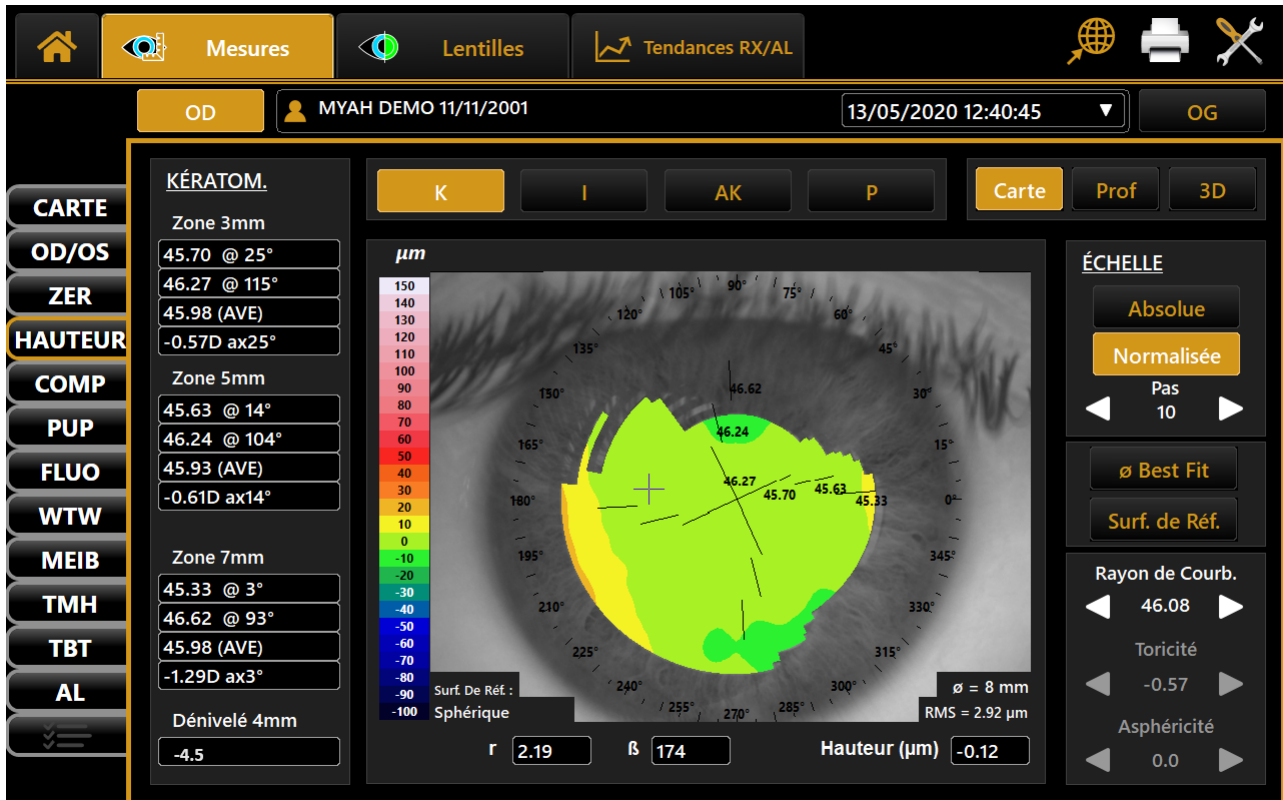 Mesures
Lentilles
Tendances RX/AL
OD
MYAH DEMO 11/11/2001
13/05/2020 12:40:45
OG
CARTE
OD/OS
ZER
HAUTEUR
COMP
PUP
FLUO
WTW
MEIB
TMH
TBT
AL
KÉRATOM.
Zone 3mm
45.70 @ 25°
46.27 @ 115°
45.98 (AVE)
-0.57D ax25°
Zone 5mm
45.63 @ 14°
46.24 @ 104°
45.93 (AVE)
-0.61D ax14°
Zone 7mm
45.33 @ 3°
46.62 @ 93°
45.98 (AVE)
-1.29D ax3°
Dénivelé 4mm
-4.5
K
I
AK
P
Carte
Prof
3D
µm
150
140
130
120
110
100
90
80
70
60
50
40
30
20
10
0
-10
-20
-30
-40
-50
-60
-70
-80
-90
-100
105°
90°
75°
120°
60°
135°
45°
150°
30°
165°
15°
180°
0°
195°
345°
210°
330°
225°
315°
240°
300°
255°
270°
285°
46.62
46.24
46.27
45.70
45.63
45.33
Surf. De Réf. :
Sphérique
ø = 8 mm
RMS = 2.92 µm
r 2.19
ß 174
Hauteur (µm) -0.12
ÉCHELLE
Absolue
Normalisée
Pas
10
ø Best Fit
Surf. de Réf.
Rayon de Courb.
46.08
Toricité
-0.57
Asphéricité
0.0